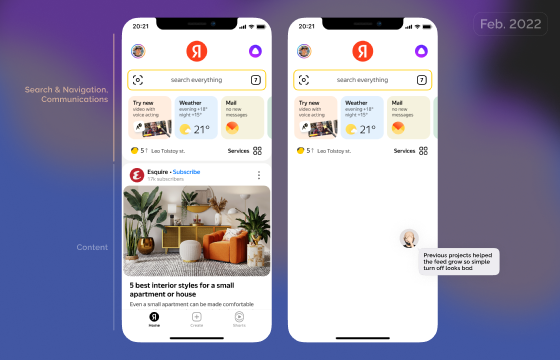 Feb. 2022
Search & Navigation,
Communications
Content
20:21
Я
search everything
7
Try new
video with
voice acting
Weather
evening +18°
night +15°
21°
Mail
no new
messages
5↑ Leo Tolstoy st.
Services
Esquire • Subscribe
17k subscribers
5 best interior styles for a small
apartment or house
Even a small apartment can be made comfortable
Я
Home
Create
Shorts
20:21
Я
search everything
7
Try new
video with
voice acting
Weather
evening +18°
night +15°
21°
Mail
no new
messages
5↑ Leo Tolstoy st.
Services
Previous projects helped
the feed grow so simple
turn off looks bad